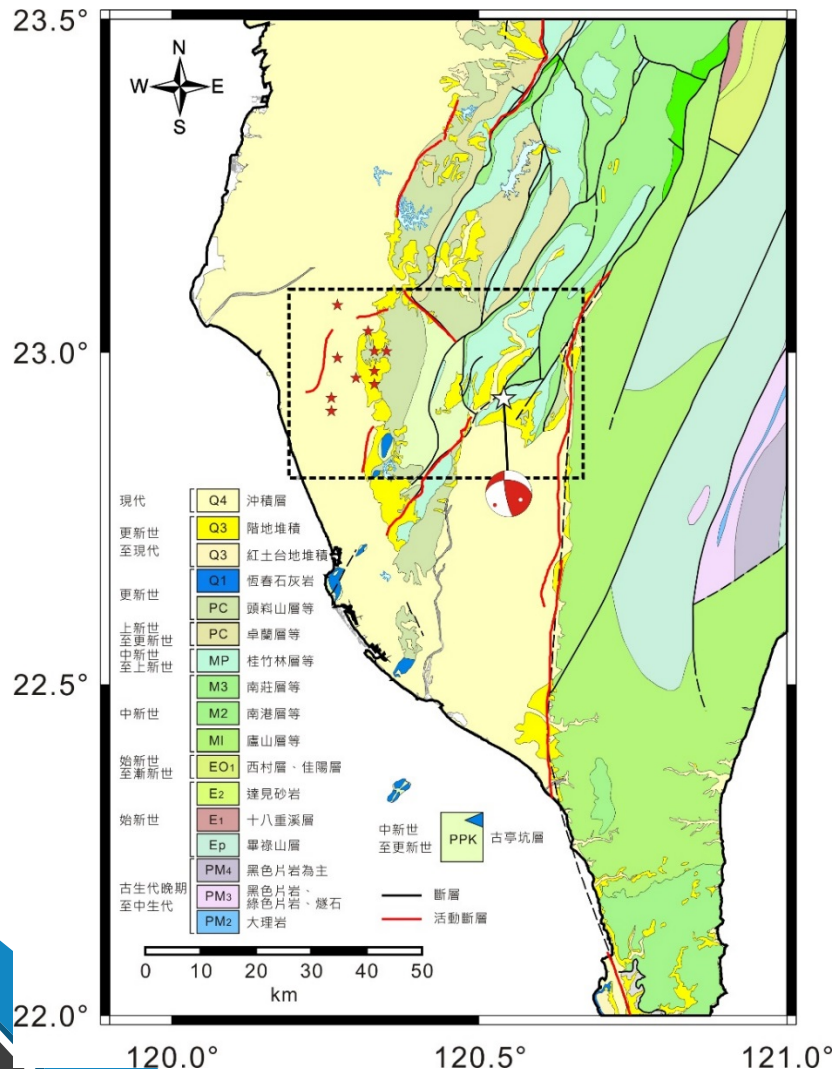 23.5°
N
W E
S
23.0°
22.5°
22.0°
現代 Q4 沖積層
更新世
至現代
Q3 階地堆積
Q3 紅土台地堆積
更新世
Q1 恆春石灰岩
PC 頭嵙山層等
上新世
至更新世
PC 卓蘭層等
中新世
至上新世
MP 桂竹林層等
中新世
M3 南莊層等
M2 南港層等
MI 廬山層等
始新世
至漸新世
EO1 西村層、佳陽層
始新世
E2 達見砂岩
E1 十八重溪層
Ep 畢祿山層
古生代晚期
至中生代
PM4 黑色片岩為主
PM3 黑色片岩、
綠色片岩、燧石
PM2 大理岩
中新世
至更新世
PPK 古亭坑層
斷層
活動斷層
0 10 20 30 40 50
km
120.0° 120.5° 121.0°